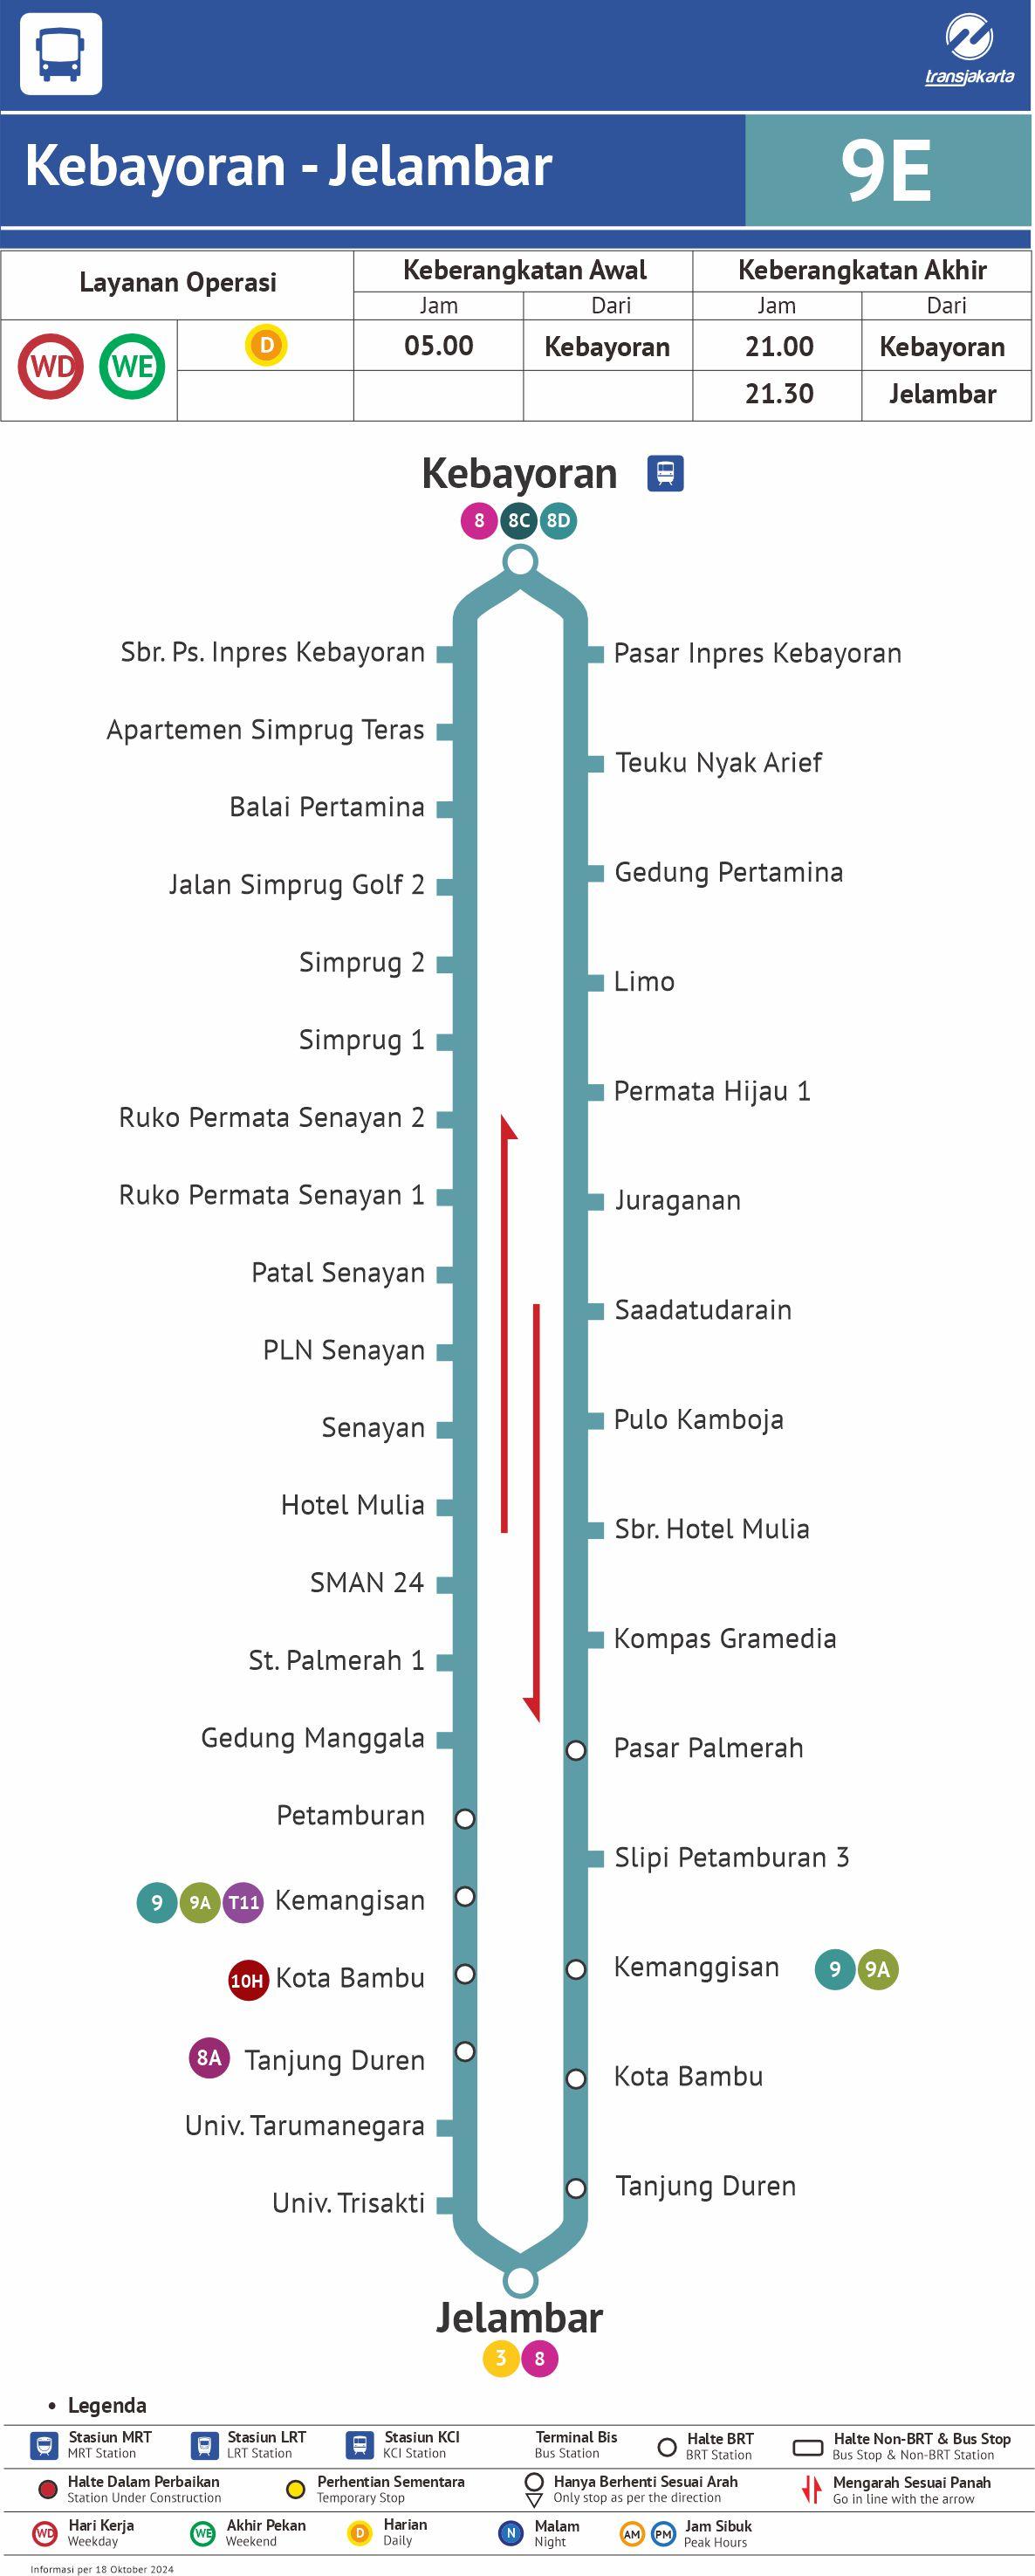 transjakarta
Kebayoran - Jelambar
9E
Layanan Operasi
Keberangkatan Awal
Keberangkatan Akhir
Jam
Dari
Jam
Dari
WD
WE
D
05.00
Kebayoran
21.00
Kebayoran
21.30
Jelambar
Kebayoran
8 8C 8D
Sbr. Ps. Inpres Kebayoran
Apartemen Simprug Teras
Balai Pertamina
Jalan Simprug Golf 2
Simprug 2
Simprug 1
Ruko Permata Senayan 2
Ruko Permata Senayan 1
Patal Senayan
PLN Senayan
Senayan
Hotel Mulia
SMAN 24
St. Palmerah 1
Gedung Manggala
Petamburan
9 9A T11 Kemangisan
10H Kota Bambu
8A Tanjung Duren
Univ. Tarumanegara
Univ. Trisakti
Pasar Inpres Kebayoran
Teuku Nyak Arief
Gedung Pertamina
Limo
Permata Hijau 1
Juraganan
Saadatudarain
Pulo Kamboja
Sbr. Hotel Mulia
Kompas Gramedia
Pasar Palmerah
Slipi Petamburan 3
Kemanggisan 9 9A
Kota Bambu
Tanjung Duren
Jelambar
3 8
• Legenda
Stasiun MRT
MRT Station
Stasiun LRT
LRT Station
Stasiun KCI
KCI Station
Terminal Bis
Bus Station
Halte BRT
BRT Station
Halte Non-BRT & Bus Stop
Bus Stop & Non-BRT Station
Halte Dalam Perbaikan
Station Under Construction
Perhentian Sementara
Temporary Stop
Hanya Berhenti Sesuai Arah
Only stop as per the direction
Mengarah Sesuai Panah
Go in line with the arrow
WD
Hari Kerja
Weekday
WE
Akhir Pekan
Weekend
D
Harian
Daily
N
Malam
Night
AM PM
Jam Sibuk
Peak Hours
Informasi per 18 Oktober 2024